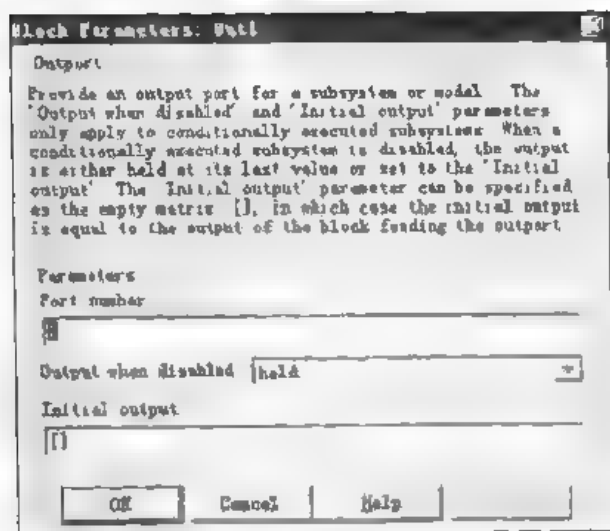 Block Parameters: Out1
Outport
Provide an output port for a subsystem or model. The
'Output when disabled' and 'Initial output' parameters
only apply to conditionally executed subsystems. When a
conditionally executed subsystem is disabled, the output
is either held at its last value or set to the 'Initial
output'. The 'Initial output' parameter can be specified
as the empty matrix, [], in which case the initial output
is equal to the output of the block feeding the outport.
Parameters
Port number
Output when disabled held
Initial output
[]
OK Cancel Help